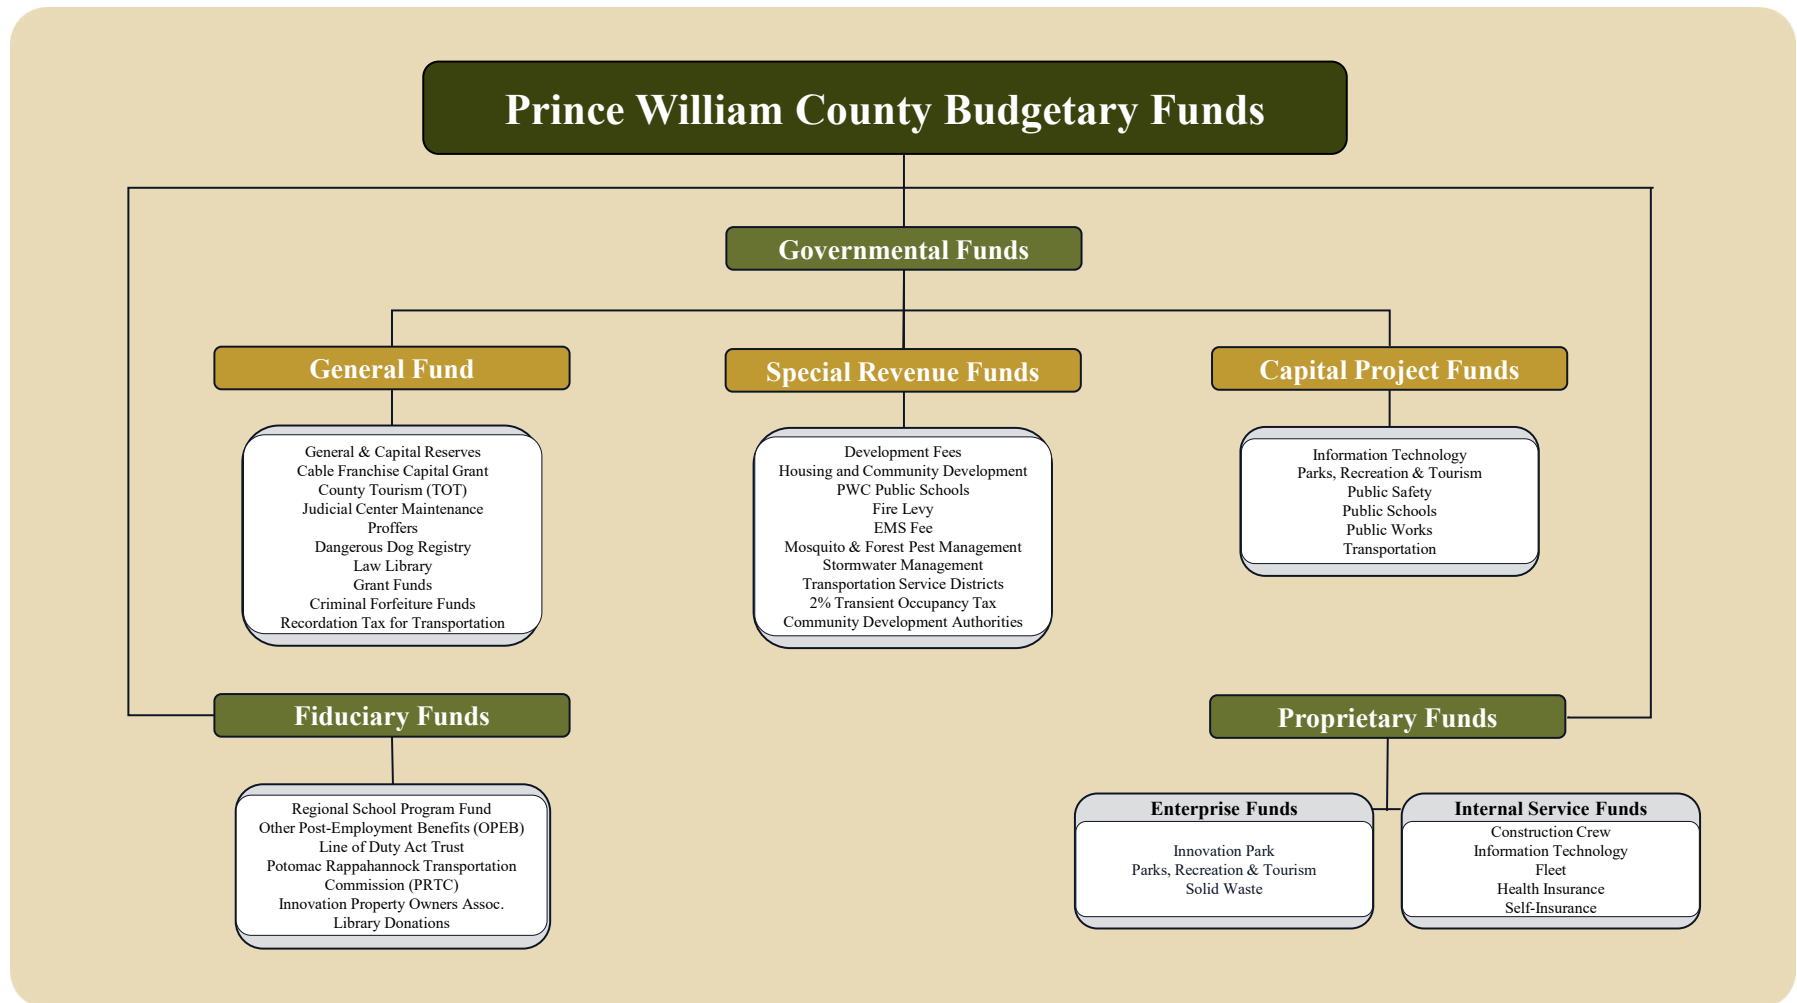 Prince William County Budgetary Funds
Governmental Funds
General Fund
General & Capital Reserves
Cable Franchise Capital Grant
County Tourism (TOT)
Judicial Center Maintenance
Proffers
Dangerous Dog Registry
Law Library
Grant Funds
Criminal Forfeiture Funds
Recordation Tax for Transportation
Special Revenue Funds
Development Fees
Housing and Community Development
PWC Public Schools
Fire Levy
EMS Fee
Mosquito & Forest Pest Management
Stormwater Management
Transportation Service Districts
2% Transient Occupancy Tax
Community Development Authorities
Capital Project Funds
Information Technology
Parks, Recreation & Tourism
Public Safety
Public Schools
Public Works
Transportation
Fiduciary Funds
Regional School Program Fund
Other Post-Employment Benefits (OPEB)
Line of Duty Act Trust
Potomac Rappahannock Transportation
Commission (PRTC)
Innovation Property Owners Assoc.
Library Donations
Proprietary Funds
Enterprise Funds
Innovation Park
Parks, Recreation & Tourism
Solid Waste
Internal Service Funds
Construction Crew
Information Technology
Fleet
Health Insurance
Self-Insurance